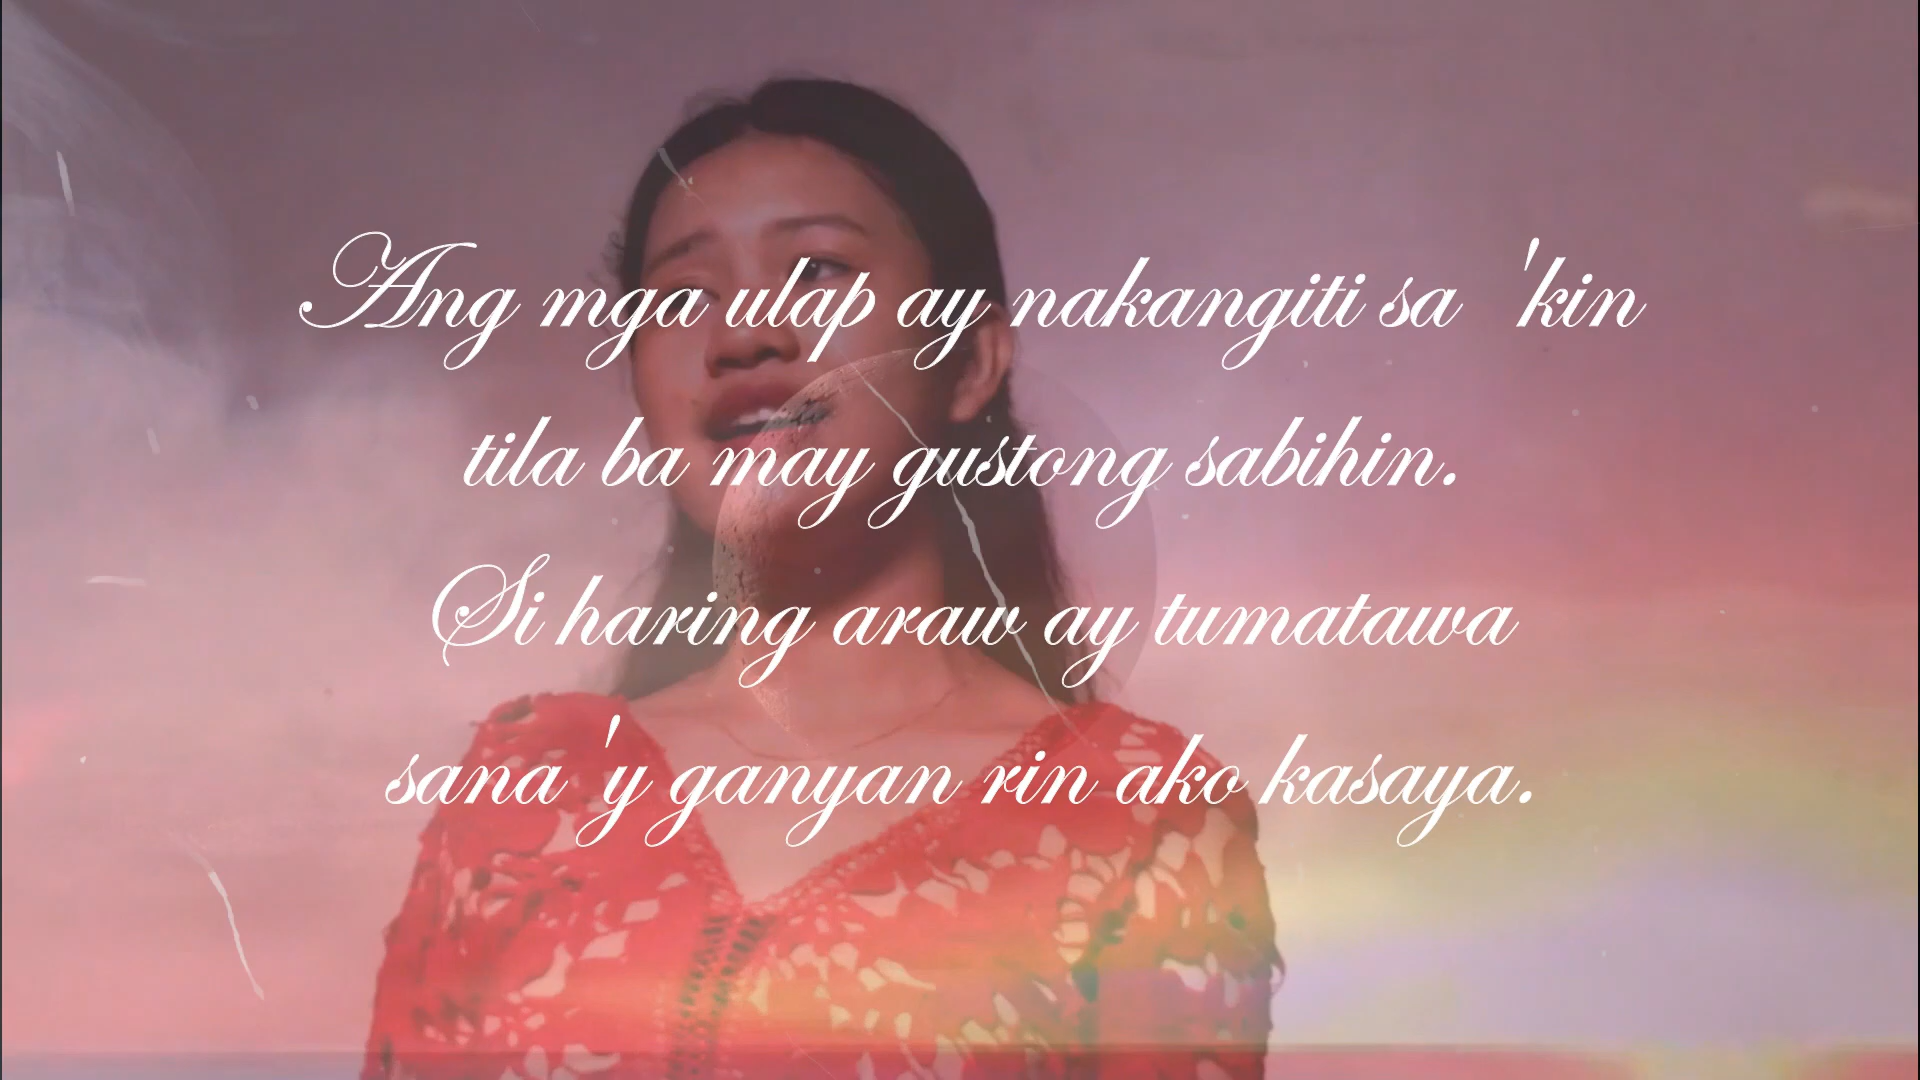 Ang mga ulap ay nakangiti sa 'kin
tila ba may gustong sabihin.
Si haring araw ay tumatawa
sana 'y ganyan rin ako kasaya.